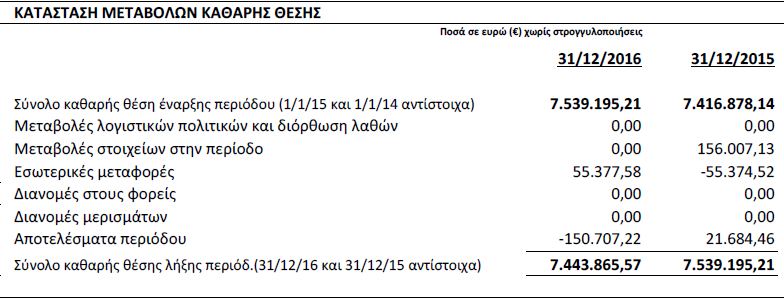 ΚΑΤΑΣΤΑΣΗ ΜΕΤΑΒΟΛΩΝ ΚΑΘΑΡΗΣ ΘΕΣΗΣ
Ποσά σε ευρώ (€) χωρίς στρογγυλοποιήσεις
31/12/2016 31/12/2015
Σύνολο καθαρής θέση έναρξης περιόδου (1/1/15 και 1/1/14 αντίστοιχα) 7.539.195,21 7.416.878,14
Μεταβολές λογιστικών πολιτικών και διόρθωση λαθών 0,00 0,00
Μεταβολές στοιχείων στην περίοδο 0,00 156.007,13
Εσωτερικές μεταφορές 55.377,58 -55.374,52
Διανομές στους φορείς 0,00 0,00
Διανομές μερισμάτων 0,00 0,00
Αποτελέσματα περιόδου -150.707,22 21.684,46
Σύνολο καθαρής θέσης λήξης περιόδ.(31/12/16 και 31/12/15 αντίστοιχα) 7.443.865,57 7.539.195,21